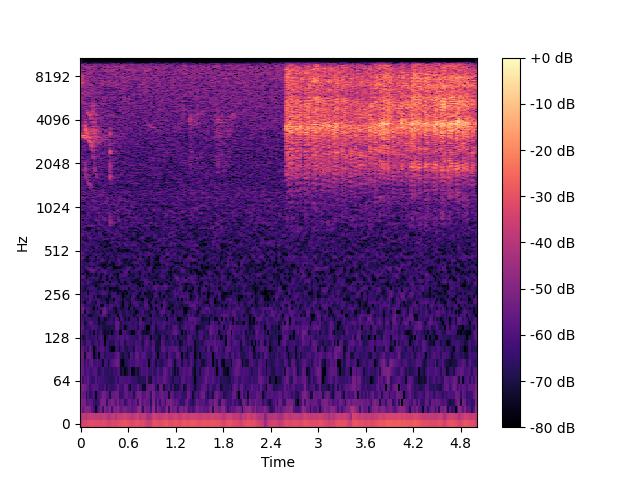 8192
4096
2048
1024
512
256
128
64
0
Hz
0 0.6 1.2 1.8 2.4 3 3.6 4.2 4.8
Time
+0 dB
-10 dB
-20 dB
-30 dB
-40 dB
-50 dB
-60 dB
-70 dB
-80 dB